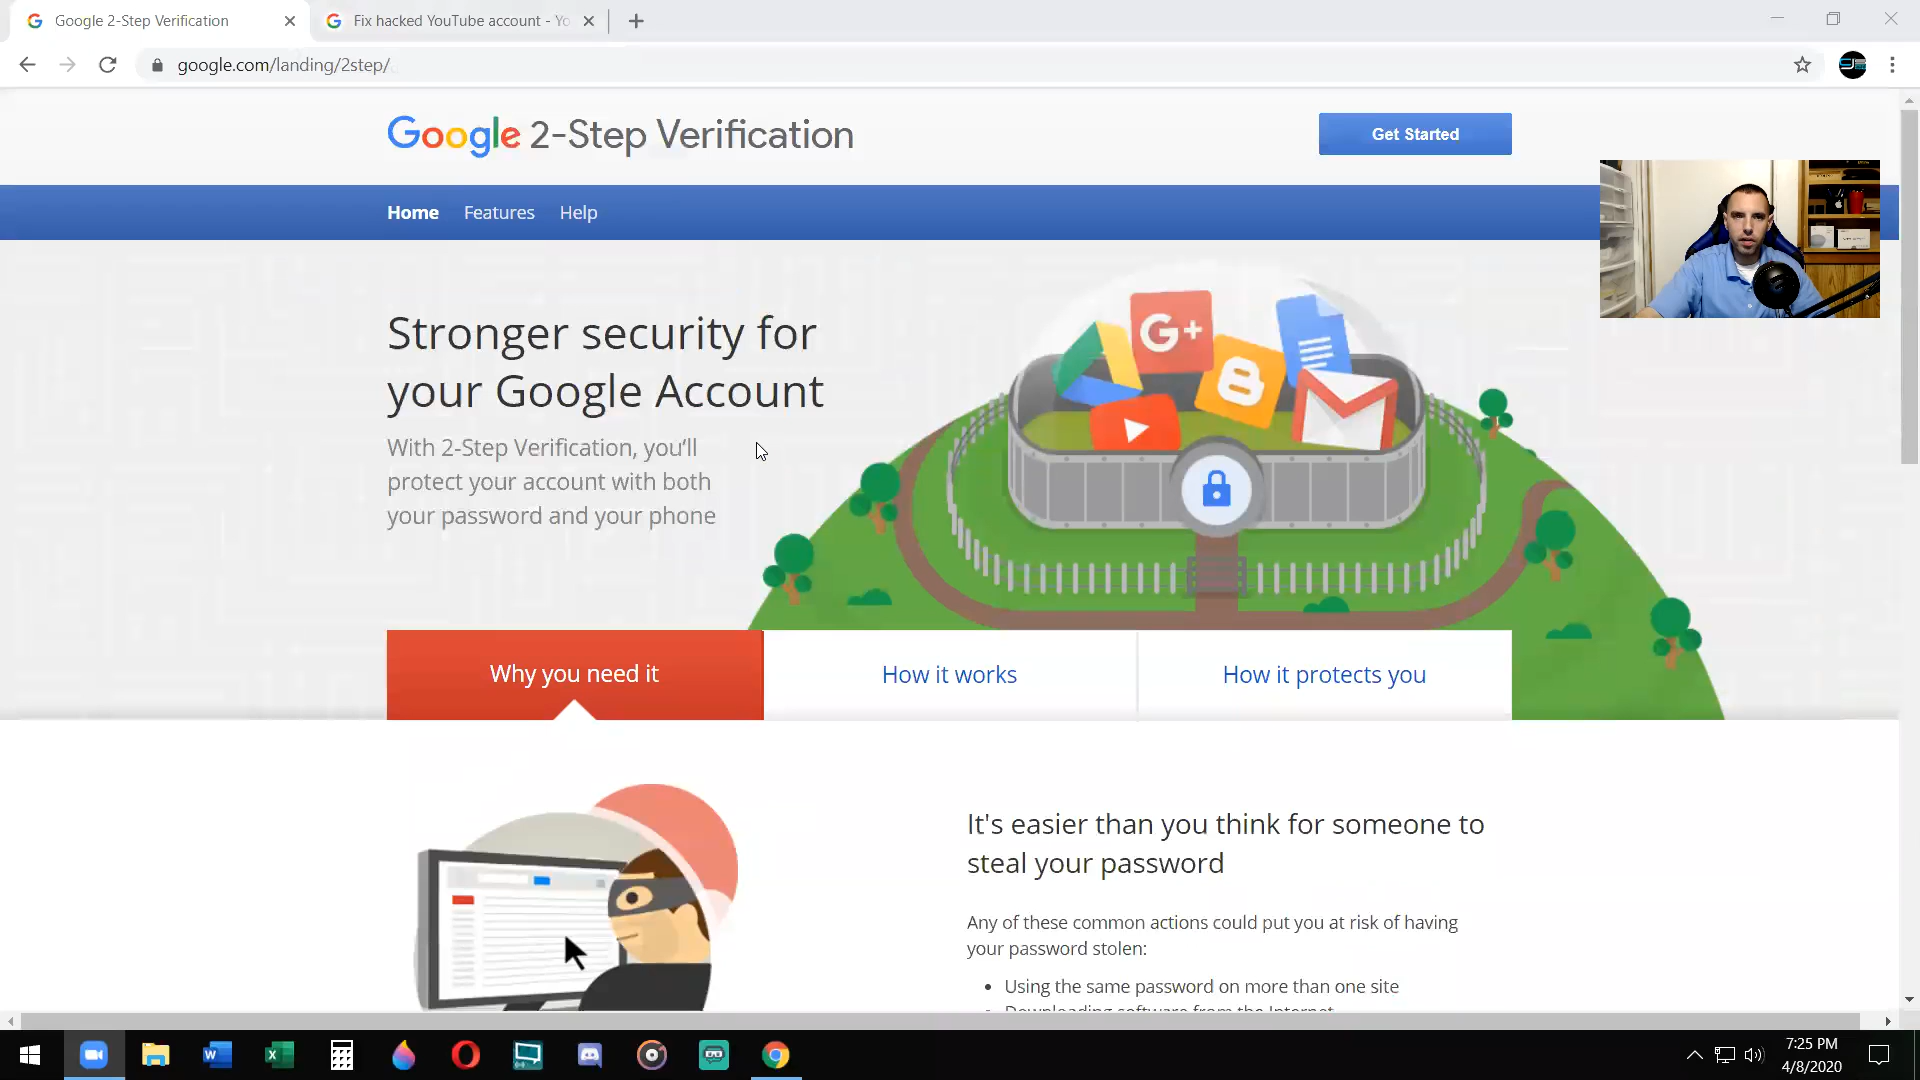 Google 2-Step Verification
Fix hacked YouTube account - Yo
google.com/landing/2step/
Google 2-Step Verification
Get Started
Home Features Help
Stronger security for
your Google Account
With 2-Step Verification, you'll
protect your account with both
your password and your phone
G+
Why you need it
How it works
How it protects you
It's easier than you think for someone to
steal your password
Any of these common actions could put you at risk of having
your password stolen:
• Using the same password on more than one site
• Downloading software from the Internet
7:25 PM
4/8/2020